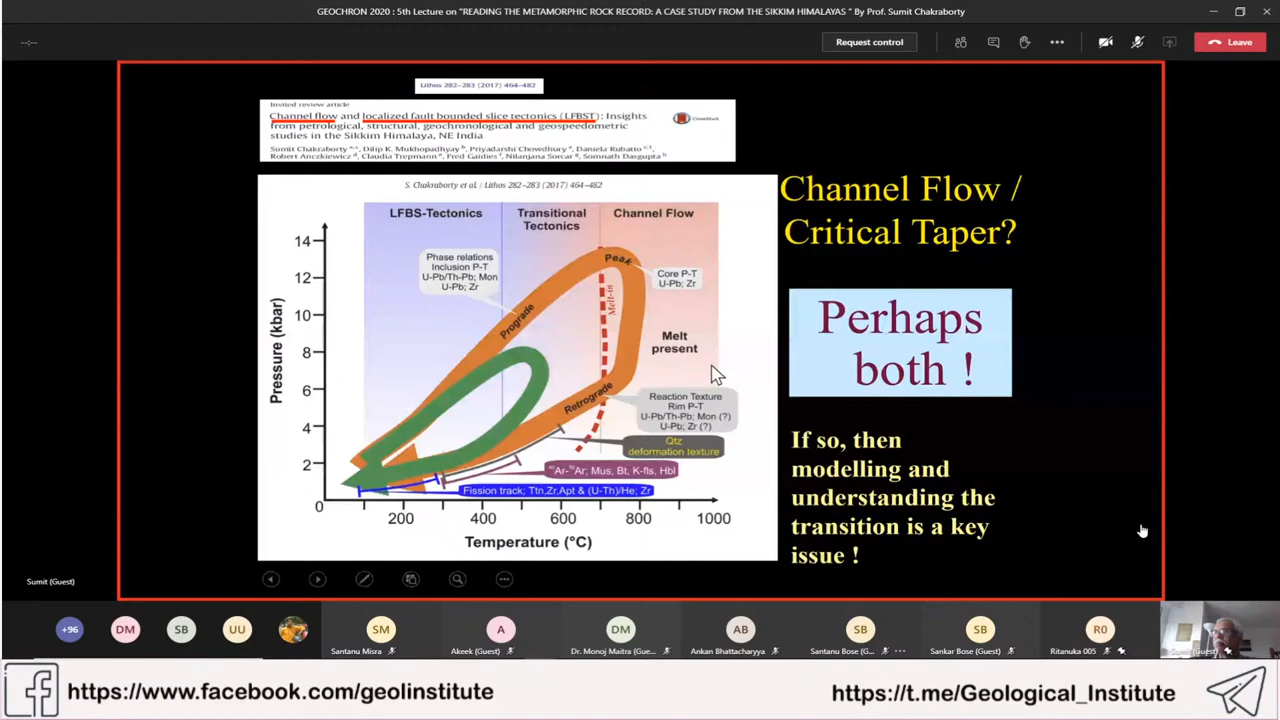 GEOCHRON 2020 : 5th Lecture on "READING THE METAMORPHIC ROCK RECORD: A CASE STUDY FROM THE SIKKIM HIMALAYAS " By Prof. Sumit Chakraborty
--:--
Request control
Leave
Lithos 282–283 (2017) 464–482
Invited review article
Channel flow and localized fault bounded slice tectonics (LFBST): Insights
from petrological, structural, geochronological and geospeedometric
studies in the Sikkim Himalaya, NE India
CrossMark
Sumit Chakraborty a,*, Dilip K. Mukhopadhyay b, Priyadarshi Chowdhury a, Daniela Rubatto c,1,
Robert Anczkiewicz d, Claudia Trepmann e, Fred Gaidies f, Nilanjana Sorcar g, Somnath Dasgupta h
S. Chakraborty et al. / Lithos 282–283 (2017) 464–482
LFBS-Tectonics
Transitional
Tectonics
Channel Flow
Phase relations
Inclusion P-T
U-Pb/Th-Pb; Mon
U-Pb; Zr
Peak
Core P-T
U-Pb; Zr
Prograde
Melt-in
Melt
present
Retrograde
Reaction Texture
Rim P-T
U-Pb/Th-Pb; Mon (?)
U-Pb; Zr (?)
Qtz
deformation texture
40Ar-39Ar; Mus, Bt, K-fls, Hbl
Fission track; Ttn,Zr,Apt & (U-Th)/He; Zr
Pressure (kbar)
14
12
10
8
6
4
2
0
200
400
600
800
1000
Temperature (°C)
Channel Flow /
Critical Taper?
Perhaps
both !
If so, then
modelling and
understanding the
transition is a key
issue !
Sumit (Guest)
+96
DM
SB
UU
SM
Santanu Misra
A
Akeek (Guest)
DM
Dr. Monoj Maitra (Gue...
AB
Ankan Bhattacharyya
SB
Santanu Bose (G...
SB
Sankar Bose (Guest)
R0
Ritanuka 005
Sumit (Guest)
https://www.facebook.com/geolinstitute
https://t.me/Geological_Institute